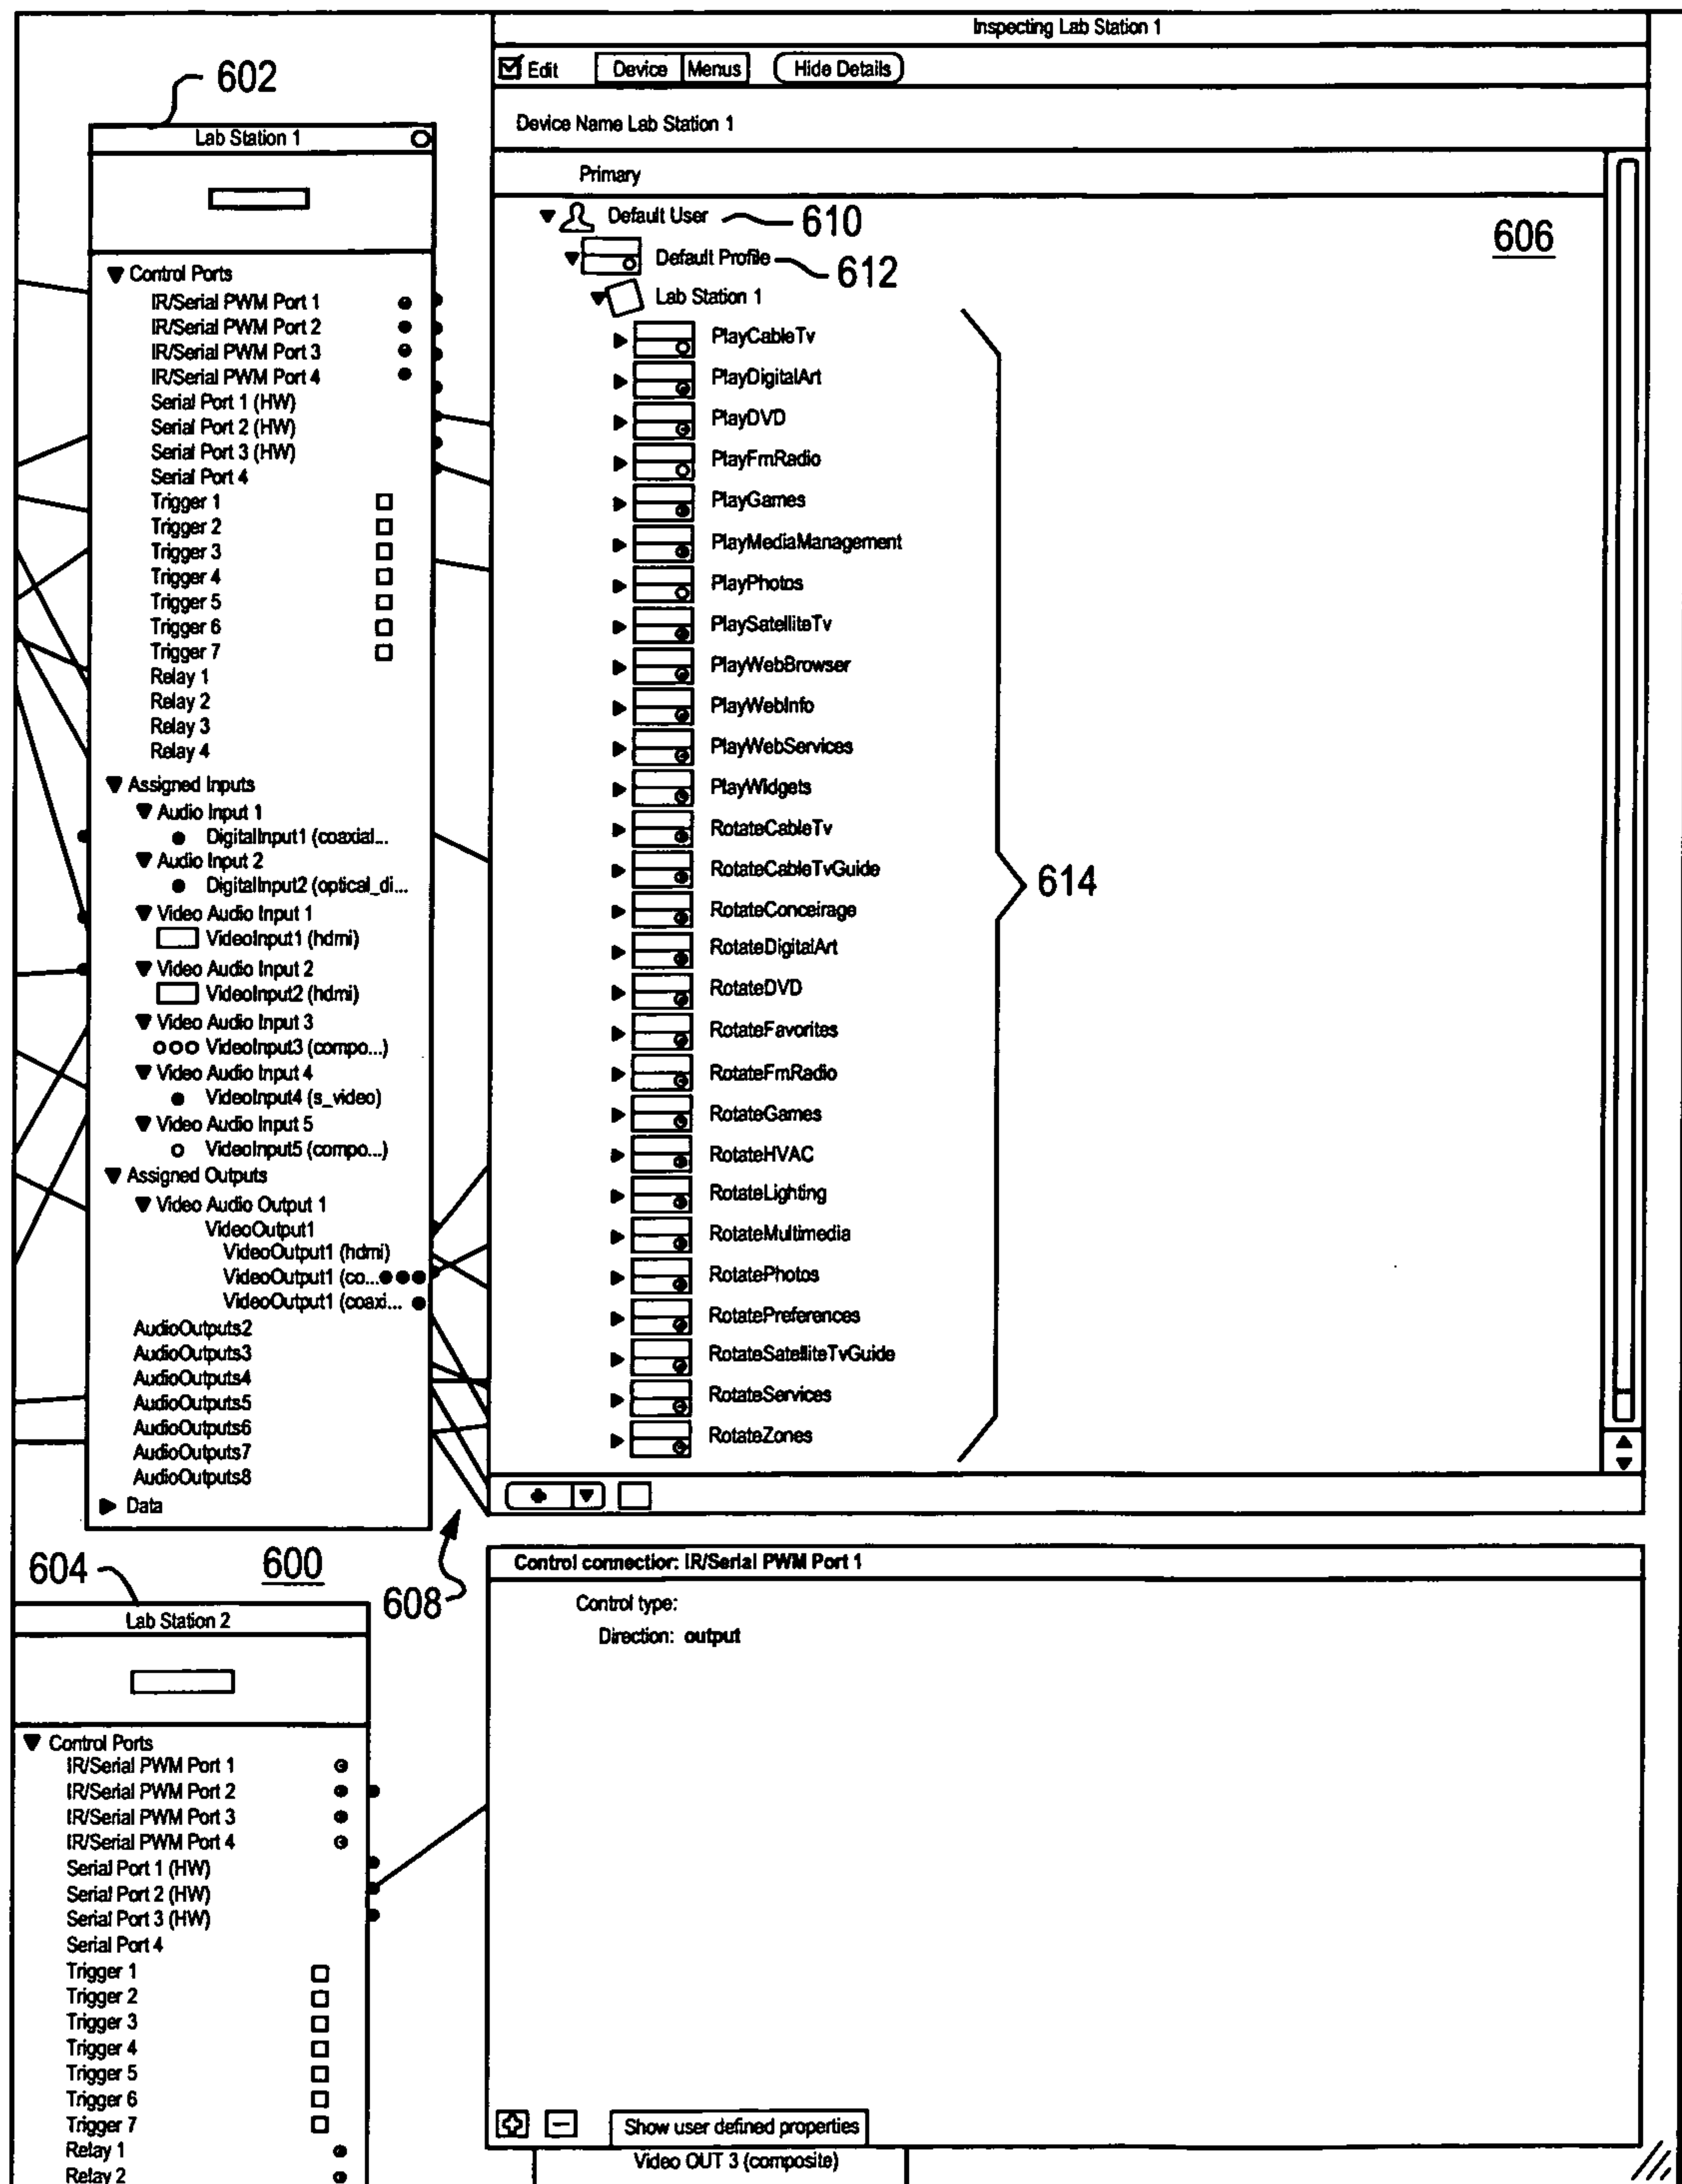 Inspecting Lab Station 1
Edit Device Menus Hide Details
602
Device Name Lab Station 1
Lab Station 1
Primary
Default User 610
606
Default Profile 612
Lab Station 1
PlayCableTv
PlayDigitalArt
PlayDVD
PlayFmRadio
PlayGames
PlayMediaManagement
PlayPhotos
PlaySatelliteTv
PlayWebBrowser
PlayWebInfo
PlayWebServices
PlayWidgets
RotateCableTv
RotateCableTvGuide
RotateConceirage
RotateDigitalArt
RotateDVD
RotateFavorites
RotateFmRadio
RotateGames
RotateHVAC
RotateLighting
RotateMultimedia
RotatePhotos
RotatePreferences
RotateSatelliteTvGuide
RotateServices
RotateZones
614
Control Ports
IR/Serial PWM Port 1
IR/Serial PWM Port 2
IR/Serial PWM Port 3
IR/Serial PWM Port 4
Serial Port 1 (HW)
Serial Port 2 (HW)
Serial Port 3 (HW)
Serial Port 4
Trigger 1
Trigger 2
Trigger 3
Trigger 4
Trigger 5
Trigger 6
Trigger 7
Relay 1
Relay 2
Relay 3
Relay 4
Assigned Inputs
Audio Input 1
DigitalInput1 (coaxial...
Audio Input 2
DigitalInput2 (optical_di...
Video Audio Input 1
VideoInput1 (hdmi)
Video Audio Input 2
VideoInput2 (hdmi)
Video Audio Input 3
VideoInput3 (compo...)
Video Audio Input 4
VideoInput4 (s_video)
Video Audio Input 5
VideoInput5 (compo...)
Assigned Outputs
Video Audio Output 1
VideoOutput1
VideoOutput1 (hdmi)
VideoOutput1 (co...
VideoOutput1 (coaxi...
AudioOutputs2
AudioOutputs3
AudioOutputs4
AudioOutputs5
AudioOutputs6
AudioOutputs7
AudioOutputs8
Data
604
600
608
Control connection: IR/Serial PWM Port 1
Control type:
Direction: output
Lab Station 2
Control Ports
IR/Serial PWM Port 1
IR/Serial PWM Port 2
IR/Serial PWM Port 3
IR/Serial PWM Port 4
Serial Port 1 (HW)
Serial Port 2 (HW)
Serial Port 3 (HW)
Serial Port 4
Trigger 1
Trigger 2
Trigger 3
Trigger 4
Trigger 5
Trigger 6
Trigger 7
Relay 1
Relay 2
Show user defined properties
Video OUT 3 (composite)